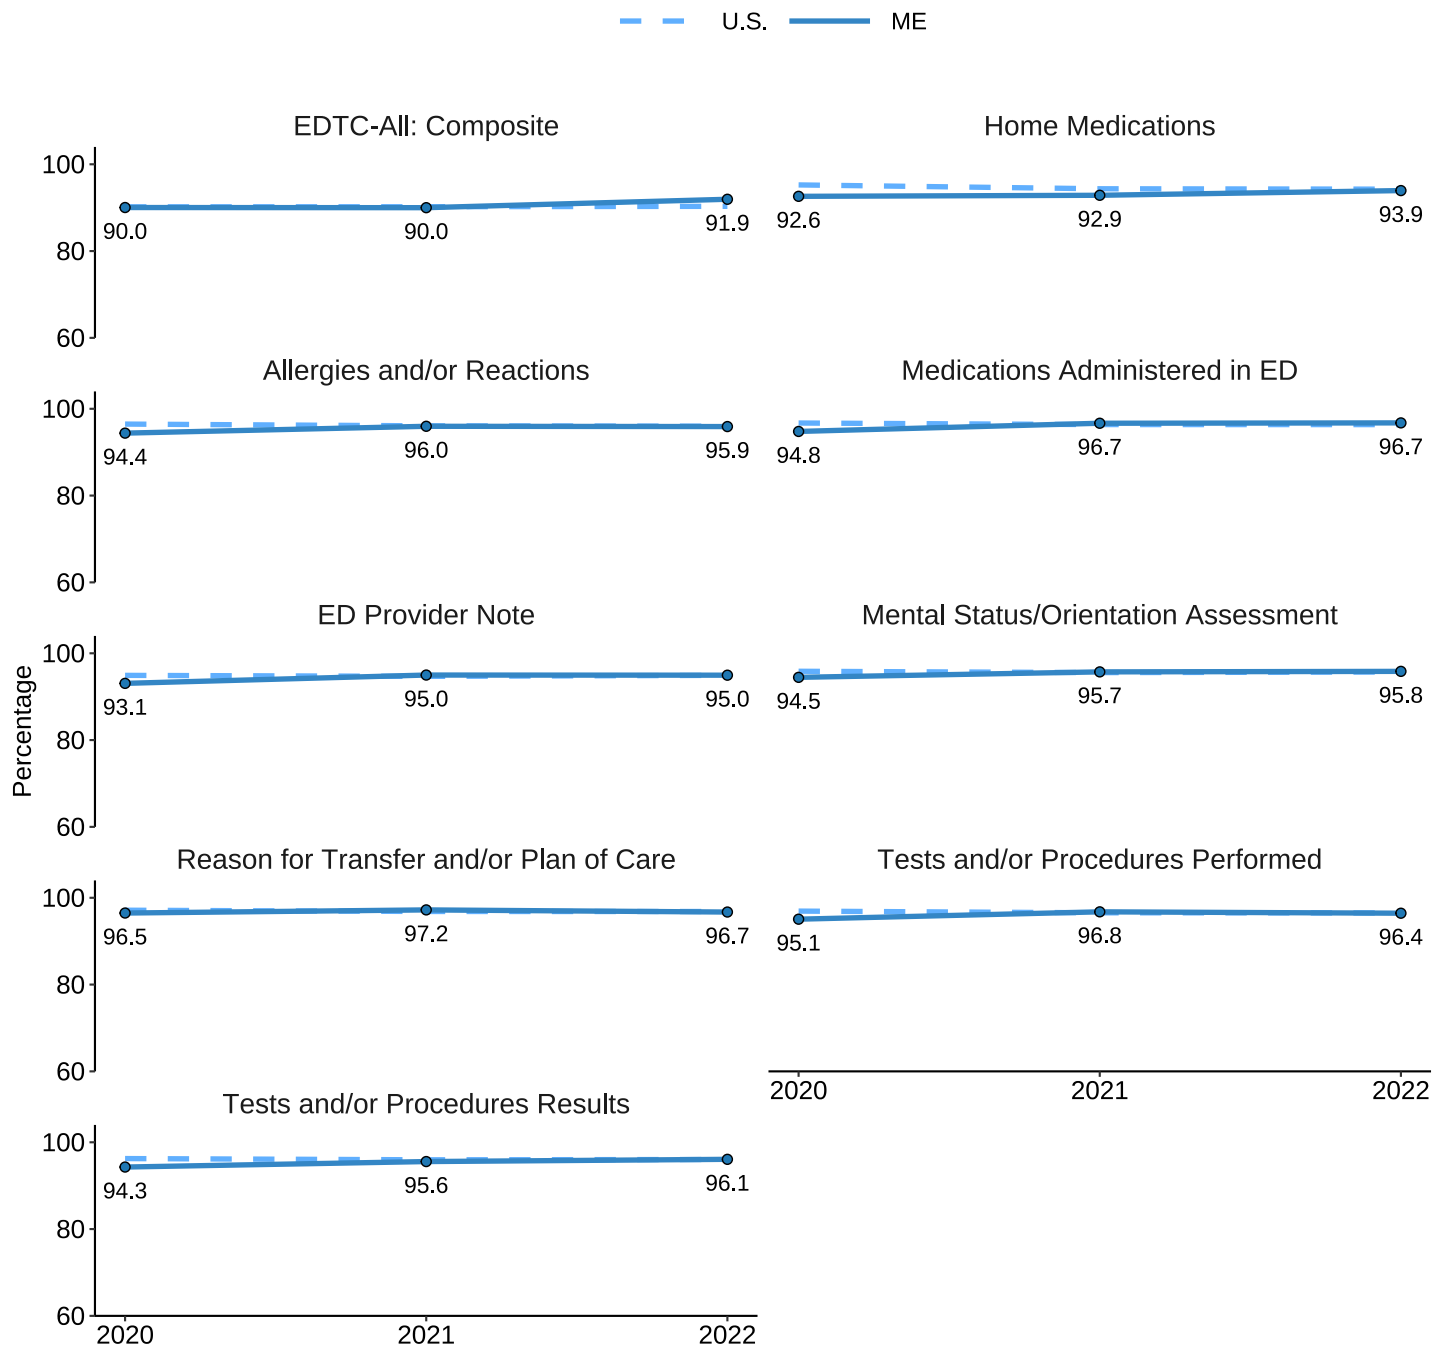 U.S. ME
EDTC-All: Composite
100
80
60
90.0 90.0 91.9
Home Medications
92.6 92.9 93.9
Allergies and/or Reactions
100
80
60
94.4 96.0 95.9
Medications Administered in ED
94.8 96.7 96.7
ED Provider Note
100
80
60
93.1 95.0 95.0
Mental Status/Orientation Assessment
94.5 95.7 95.8
Percentage
Reason for Transfer and/or Plan of Care
100
80
60
96.5 97.2 96.7
Tests and/or Procedures Performed
95.1 96.8 96.4
2020 2021 2022
Tests and/or Procedures Results
100
80
60
94.3 95.6 96.1
2020 2021 2022